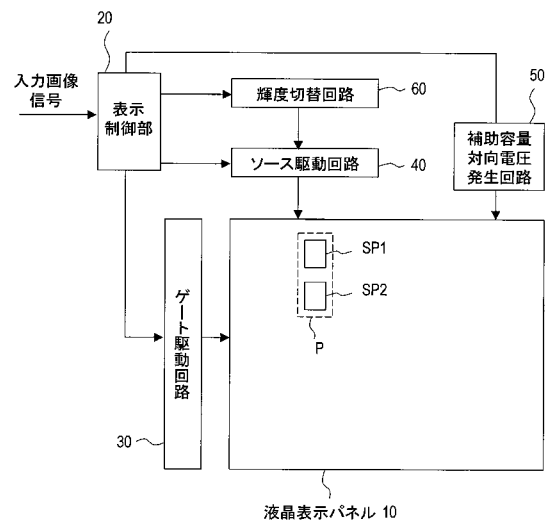 20
入力画像
信号
表示
制御部
輝度切替回路
60
50
ソース駆動回路
40
補助容量
対向電圧
発生回路
SP1
SP2
P
ゲート駆動回路
30
液晶表示パネル 10